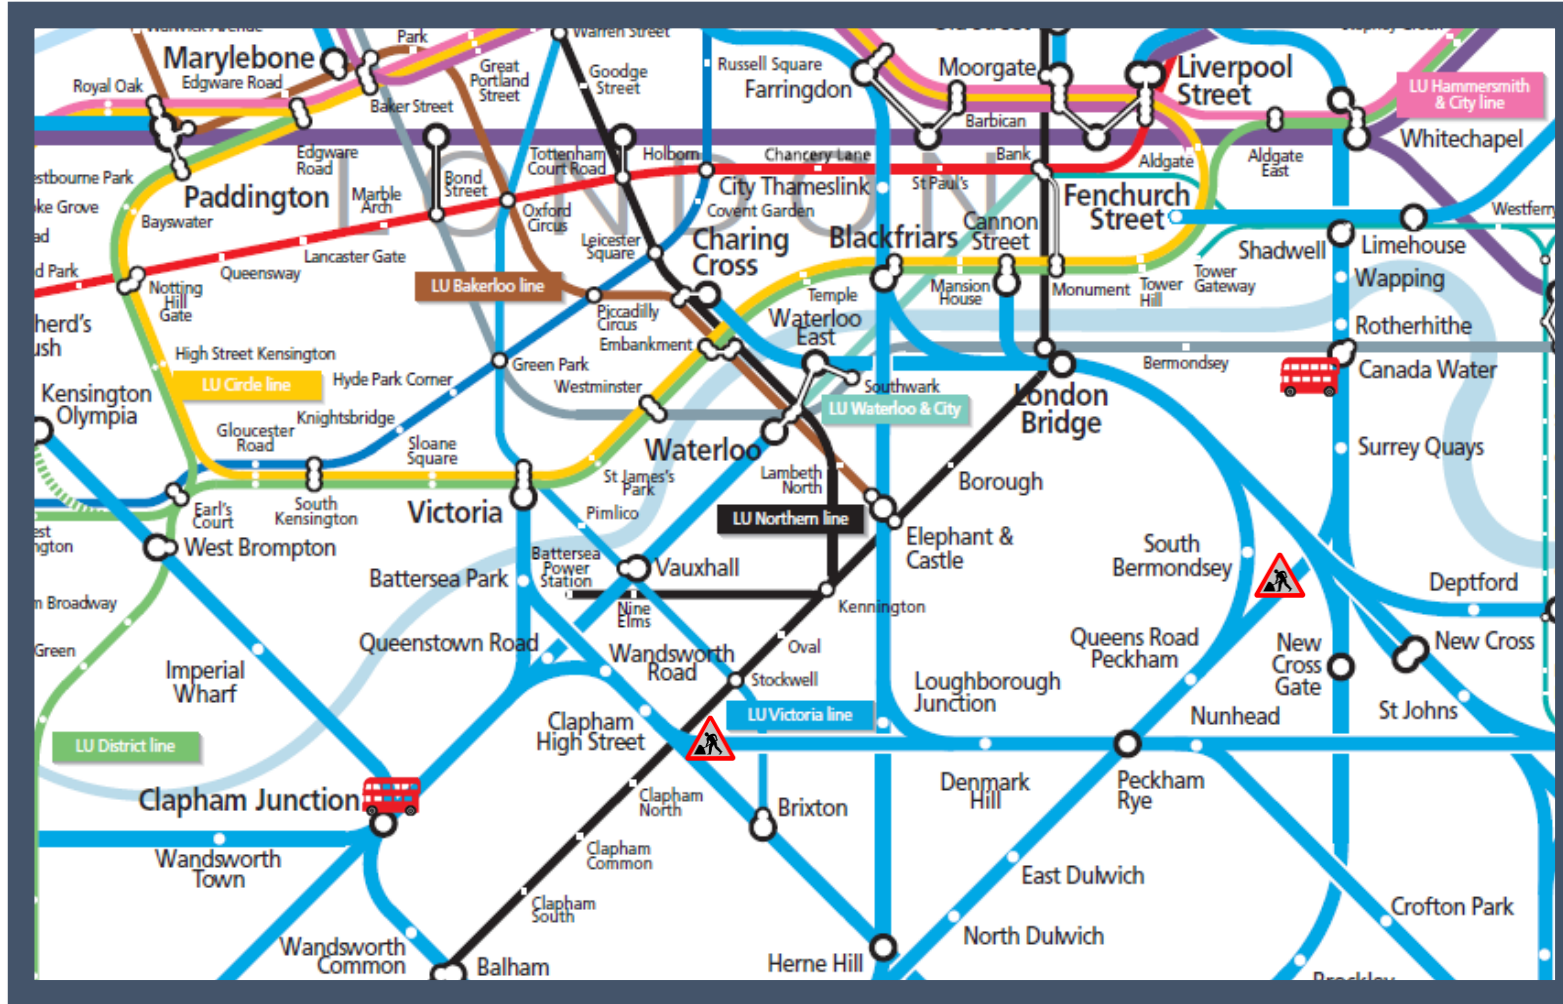 Warwick Avenue
Park
Warren Street
Marylebone
Great
Portland
Street
Goodge
Street
Russell Square
Farringdon
Moorgate
Liverpool
Street
LU Hammersmith
& City line
Royal Oak
Edgware Road
Baker Street
Barbican
Whitechapel
Edgware
Road
Tottenham
Court Road
Holborn
Chancery Lane
Bank
Aldgate
Aldgate
East
LONDON
Paddington
Marble
Arch
Bond
Street
City Thameslink
St Paul's
Fenchurch
Street
Bayswater
Oxford
Circus
Covent Garden
Cannon
Street
Westferry
Leicester
Square
Charing
Cross
Blackfriars
Shadwell
Limehouse
Queensway
Lancaster Gate
LU Bakerloo line
Notting
Hill
Gate
Piccadilly
Circus
Temple
Mansion
House
Monument
Tower
Hill
Tower
Gateway
Wapping
Waterloo
East
Embankment
Rotherhithe
High Street Kensington
Green Park
Bermondsey
LU Circle line
Hyde Park Corner
Westminster
Southwark
Canada Water
Kensington
Olympia
LU Waterloo & City
London
Bridge
Knightsbridge
Gloucester
Road
Sloane
Square
Waterloo
Surrey Quays
St James's
Park
Lambeth
North
Borough
Earl's
Court
South
Kensington
Victoria
Pimlico
LU Northern line
Elephant &
Castle
West Brompton
Battersea
Power
Station
Vauxhall
South
Bermondsey
Battersea Park
Deptford
m Broadway
Nine
Elms
Kennington
Green
Queenstown Road
Wandsworth
Road
Oval
Queens Road
Peckham
New
Cross
Gate
New Cross
Imperial
Wharf
Stockwell
Loughborough
Junction
LU Victoria line
Nunhead
St Johns
LU District line
Clapham
High Street
Clapham Junction
Clapham
North
Brixton
Denmark
Hill
Peckham
Rye
Wandsworth
Town
Clapham
Common
East Dulwich
Clapham
South
Crofton Park
Wandsworth
Common
Balham
Herne Hill
North Dulwich